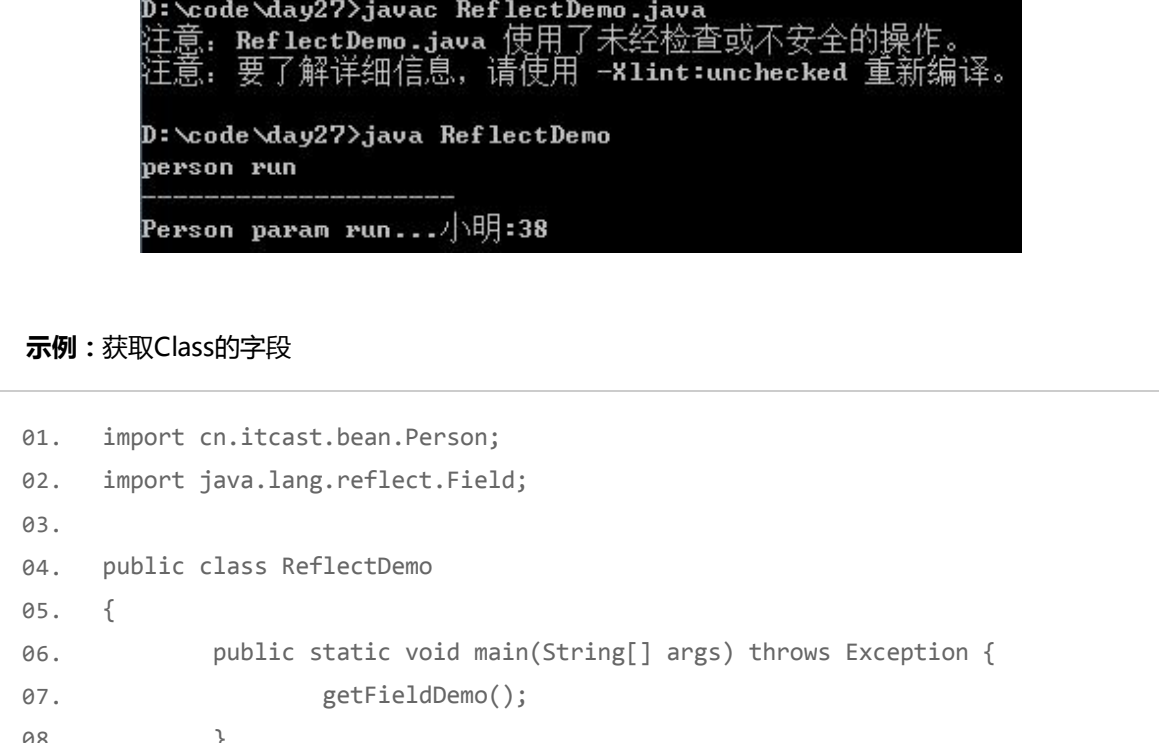 D:\code\day27>javac ReflectDemo.java
注意: ReflectDemo.java 使用了未经检查或不安全的操作。
注意: 要了解详细信息, 请使用 -Xlint:unchecked 重新编译。
D:\code\day27>java ReflectDemo
person run
--------------------
Person param run...小明:38
示例：获取Class的字段
01. import cn.itcast.bean.Person;
02. import java.lang.reflect.Field;
03.
04. public class ReflectDemo
05. {
06. public static void main(String[] args) throws Exception {
07. getFieldDemo();
08. }